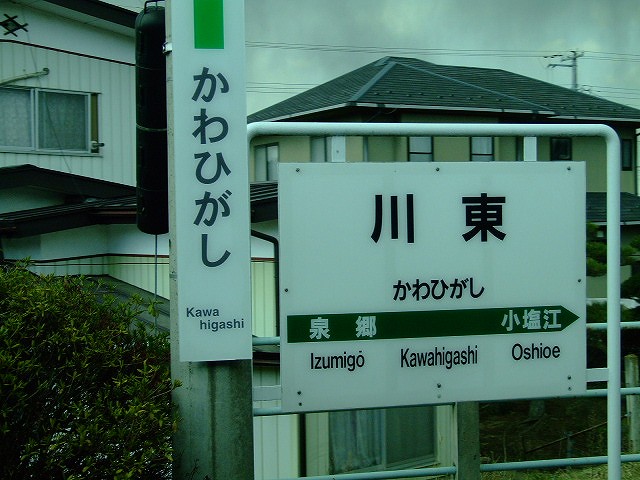 かわひがし
Kawa
higashi
川 東
かわひがし
泉 郷 小塩江
Izumigō Kawahigashi Oshioe